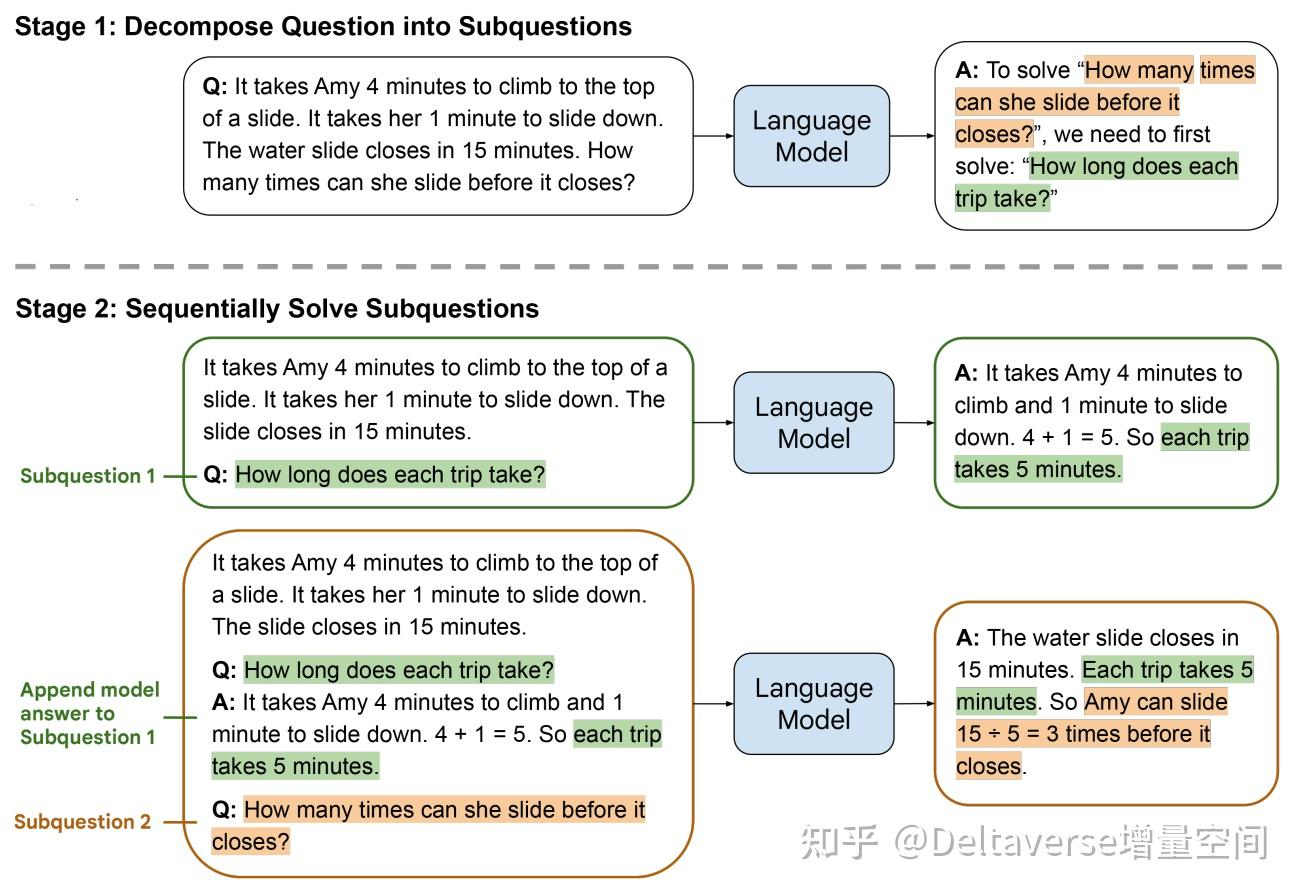 Stage 1: Decompose Question into Subquestions
Q: It takes Amy 4 minutes to climb to the top
of a slide. It takes her 1 minute to slide down.
The water slide closes in 15 minutes. How
many times can she slide before it closes?
Language
Model
A: To solve “How many times
can she slide before it
closes?”, we need to first
solve: “How long does each
trip take?”
Stage 2: Sequentially Solve Subquestions
It takes Amy 4 minutes to climb to the top of a
slide. It takes her 1 minute to slide down. The
slide closes in 15 minutes.
Subquestion 1
Q: How long does each trip take?
Language
Model
A: It takes Amy 4 minutes to
climb and 1 minute to slide
down. 4 + 1 = 5. So each trip
takes 5 minutes.
It takes Amy 4 minutes to climb to the top of
a slide. It takes her 1 minute to slide down.
The slide closes in 15 minutes.
Q: How long does each trip take?
Append model
answer to
Subquestion 1
A: It takes Amy 4 minutes to climb and 1
minute to slide down. 4 + 1 = 5. So each trip
takes 5 minutes.
Subquestion 2
Q: How many times can she slide before it
closes?
Language
Model
A: The water slide closes in
15 minutes. Each trip takes 5
minutes. So Amy can slide
15 ÷ 5 = 3 times before it
closes.
知乎 @Deltaverse增量空间